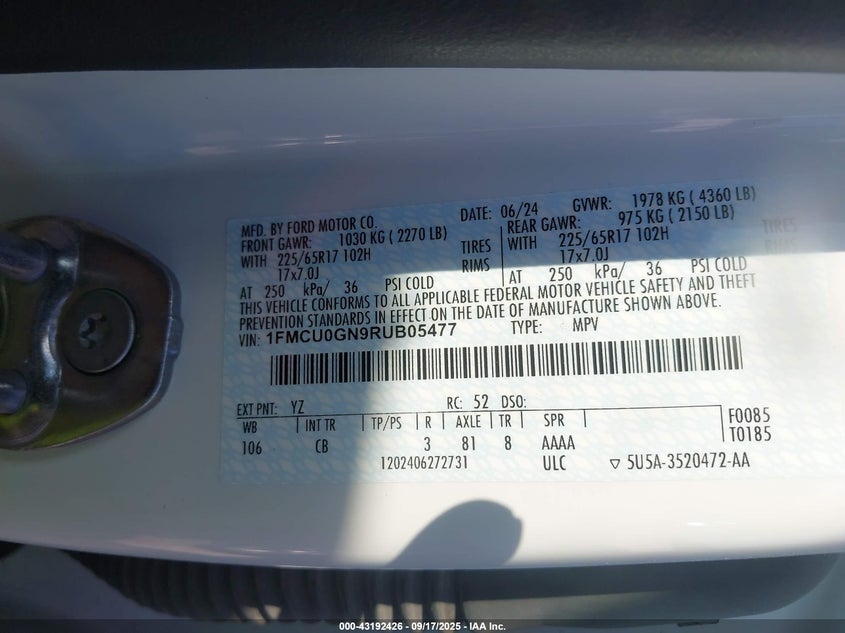 MFD. BY FORD MOTOR CO. DATE: 06/24 GVWR: 1978 KG ( 4360 LB)
FRONT GAWR: 1030 KG ( 2270 LB) REAR GAWR: 975 KG ( 2150 LB)
WITH 225/65R17 102H TIRES WITH 225/65R17 102H TIRES
17x7.0J RIMS 17x7.0J RIMS
AT 250 kPa/ 36 PSI COLD AT 250 kPa/ 36 PSI COLD
THIS VEHICLE CONFORMS TO ALL APPLICABLE FEDERAL MOTOR VEHICLE SAFETY AND THEFT
PREVENTION STANDARDS IN EFFECT ON THE DATE OF MANUFACTURE SHOWN ABOVE.
VIN: 1FMCU0GN9RUB05477 TYPE: MPV
EXT PNT: YZ RC: 52 DSO:
WB INT TR TP/PS R AXLE TR SPR F0085
106 CB 3 81 8 AAAA T0185
1202406272731 ULC ▽ 5U5A-3520472-AA
000-43192426 - 09/17/2025 - IAA Inc.